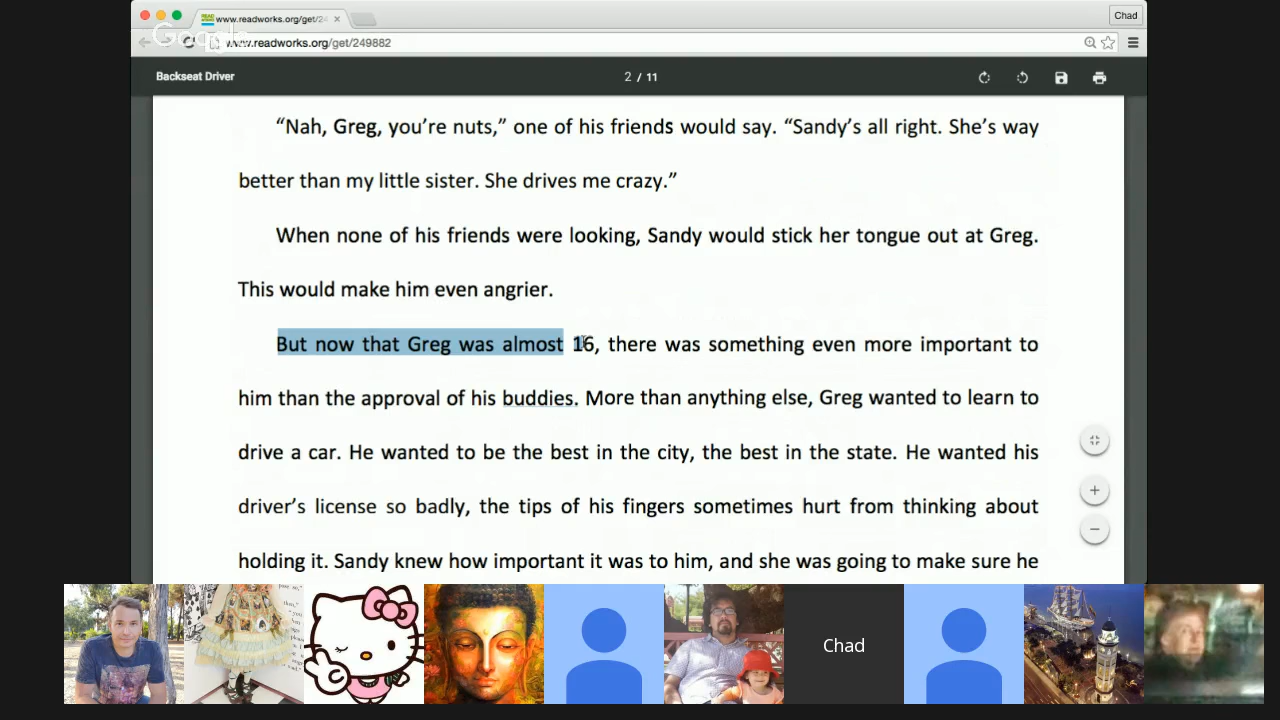 www.readworks.org/get/24
Chad
Google
www.readworks.org/get/249882
Backseat Driver
2 / 11
“Nah, Greg, you’re nuts,” one of his friends would say. “Sandy’s all right. She’s way
better than my little sister. She drives me crazy.”
When none of his friends were looking, Sandy would stick her tongue out at Greg.
This would make him even angrier.
But now that Greg was almost 16, there was something even more important to
him than the approval of his buddies. More than anything else, Greg wanted to learn to
drive a car. He wanted to be the best in the city, the best in the state. He wanted his
driver’s license so badly, the tips of his fingers sometimes hurt from thinking about
holding it. Sandy knew how important it was to him, and she was going to make sure he
Chad